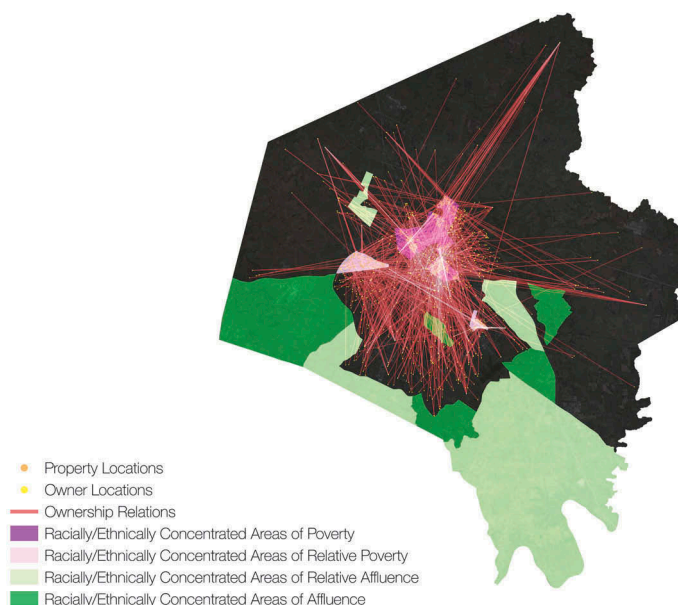 Property Locations
Owner Locations
Ownership Relations
Racially/Ethnically Concentrated Areas of Poverty
Racially/Ethnically Concentrated Areas of Relative Poverty
Racially/Ethnically Concentrated Areas of Relative Affluence
Racially/Ethnically Concentrated Areas of Affluence